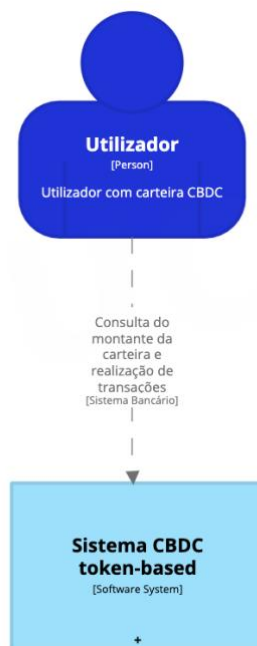 Utilizador
[Person]
Utilizador com carteira CBDC
Consulta do
montante da
carteira e
realização de
transações
[Sistema Bancário]
Sistema CBDC
token-based
[Software System]
+